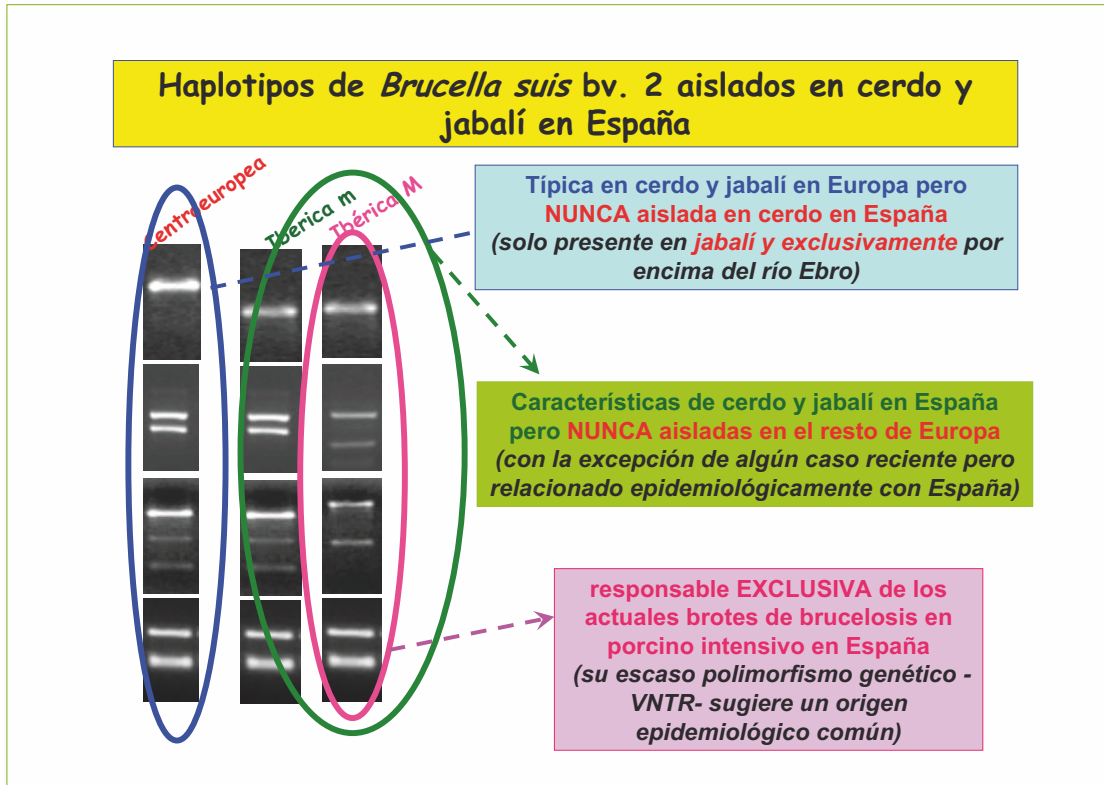 Haplotipos de Brucella suis bv. 2 aislados en cerdo y
jabalí en España
Centroeuropea
Iberica m
Ibérica M
Típica en cerdo y jabalí en Europa pero
NUNCA aislada en cerdo en España
(solo presente en jabalí y exclusivamente por
encima del río Ebro)
Características de cerdo y jabalí en España
pero NUNCA aisladas en el resto de Europa
(con la excepción de algún caso reciente pero
relacionado epidemiológicamente con España)
responsable EXCLUSIVA de los
actuales brotes de brucelosis en
porcino intensivo en España
(su escaso polimorfismo genético -
VNTR- sugiere un origen
epidemiológico común)